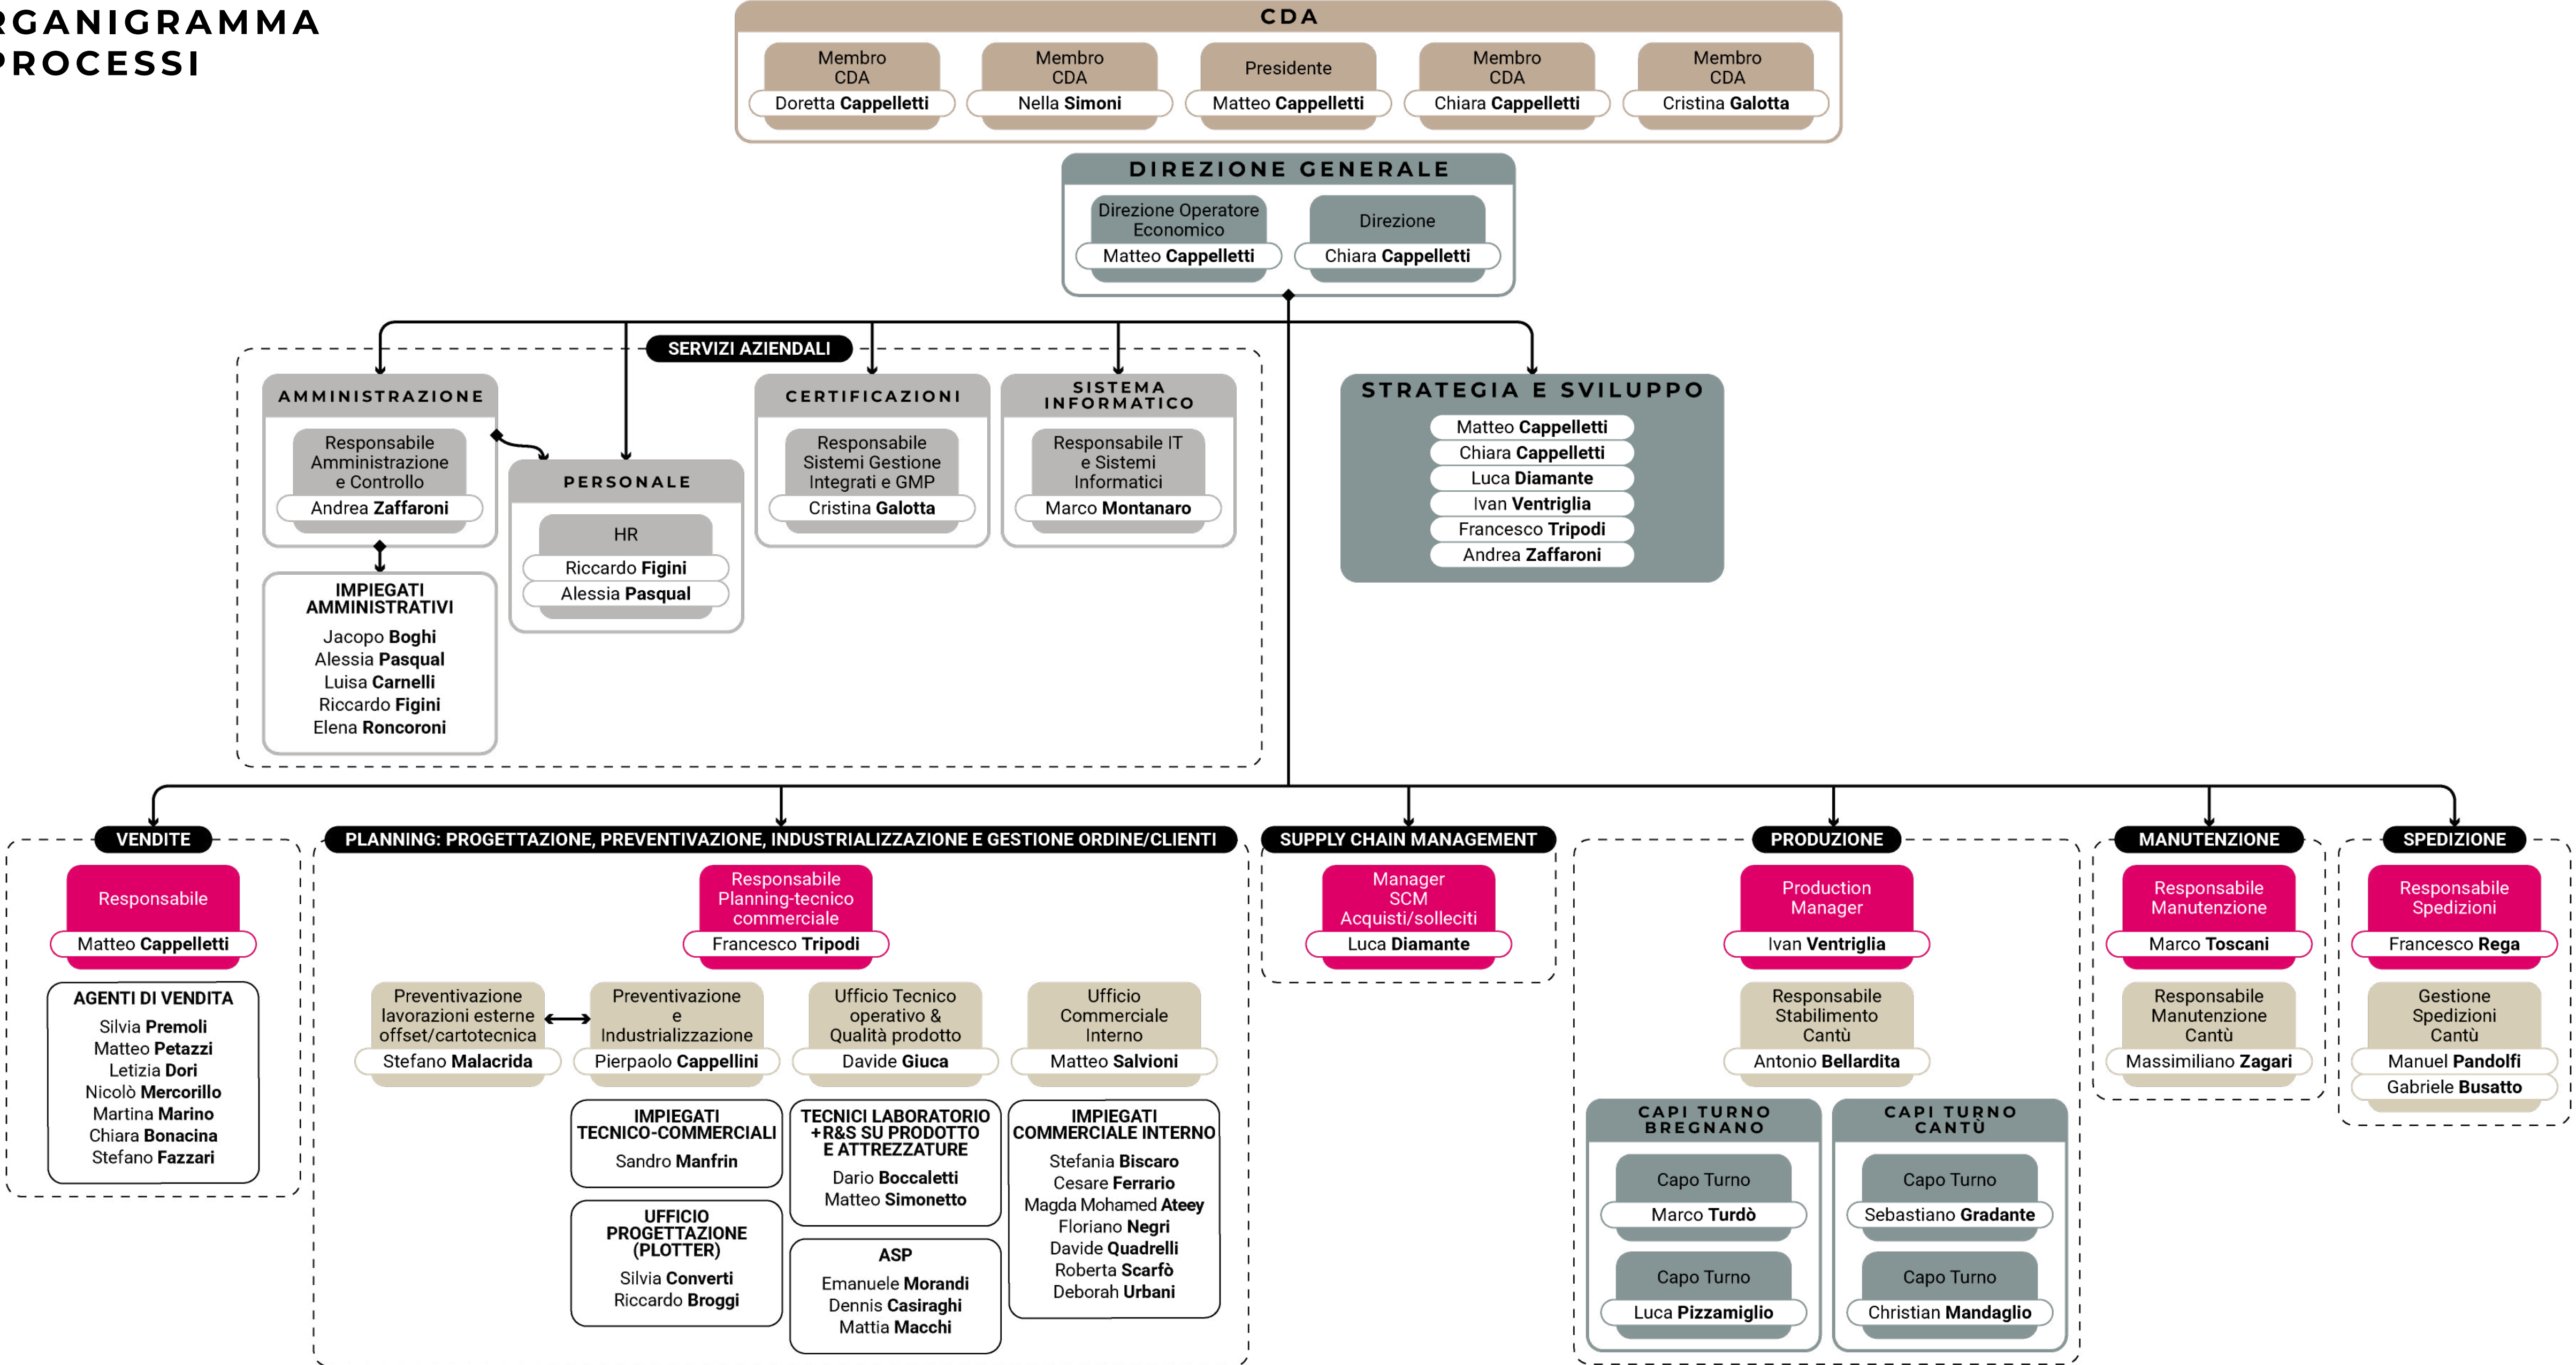 RGANIGRAMMA
PROCESSI
CDA
Membro
CDA
Doretta Cappelletti
Membro
CDA
Nella Simoni
Presidente
Matteo Cappelletti
Membro
CDA
Chiara Cappelletti
Membro
CDA
Cristina Galotta
DIREZIONE GENERALE
Direzione Operatore
Economico
Matteo Cappelletti
Direzione
Chiara Cappelletti
SERVIZI AZIENDALI
AMMINISTRAZIONE
Responsabile
Amministrazione
e Controllo
Andrea Zaffaroni
IMPIEGATI
AMMINISTRATIVI
Jacopo Boghi
Alessia Pasqual
Luisa Carnelli
Riccardo Figini
Elena Roncoroni
PERSONALE
HR
Riccardo Figini
Alessia Pasqual
CERTIFICAZIONI
Responsabile
Sistemi Gestione
Integrati e GMP
Cristina Galotta
SISTEMA
INFORMATICO
Responsabile IT
e Sistemi
Informatici
Marco Montanaro
STRATEGIA E SVILUPPO
Matteo Cappelletti
Chiara Cappelletti
Luca Diamante
Ivan Ventriglia
Francesco Tripodi
Andrea Zaffaroni
VENDITE
Responsabile
Matteo Cappelletti
AGENTI DI VENDITA
Silvia Premoli
Matteo Petazzi
Letizia Dori
Nicolò Mercorillo
Martina Marino
Chiara Bonacina
Stefano Fazzari
PLANNING: PROGETTAZIONE, PREVENTIVAZIONE, INDUSTRIALIZZAZIONE E GESTIONE ORDINE/CLIENTI
Responsabile
Planning-tecnico
commerciale
Francesco Tripodi
Preventivazione
lavorazioni esterne
offset/cartotecnica
Stefano Malacrida
Preventivazione
e
Industrializzazione
Pierpaolo Cappellini
IMPIEGATI
TECNICO-COMMERCIALI
Sandro Manfrin
UFFICIO
PROGETTAZIONE
(PLOTTER)
Silvia Converti
Riccardo Broggi
Ufficio Tecnico
operativo &
Qualità prodotto
Davide Giuca
TECNICI LABORATORIO
+R&S SU PRODOTTO
E ATTREZZATURE
Dario Boccaletti
Matteo Simonetto
ASP
Emanuele Morandi
Dennis Casiraghi
Mattia Macchi
Ufficio
Commerciale
Interno
Matteo Salvioni
IMPIEGATI
COMMERCIALE INTERNO
Stefania Biscaro
Cesare Ferrario
Magda Mohamed Ateey
Floriano Negri
Davide Quadrelli
Roberta Scarfò
Deborah Urbani
SUPPLY CHAIN MANAGEMENT
Manager
SCM
Acquisti/solleciti
Luca Diamante
PRODUZIONE
Production
Manager
Ivan Ventriglia
Responsabile
Stabilimento
Cantù
Antonio Bellardita
CAPI TURNO
BREGNANO
Capo Turno
Marco Turdò
Capo Turno
Luca Pizzamiglio
CAPI TURNO
CANTÙ
Capo Turno
Sebastiano Gradante
Capo Turno
Christian Mandaglio
MANUTENZIONE
Responsabile
Manutenzione
Marco Toscani
Responsabile
Manutenzione
Cantù
Massimiliano Zagari
SPEDIZIONE
Responsabile
Spedizioni
Francesco Rega
Gestione
Spedizioni
Cantù
Manuel Pandolfi
Gabriele Busatto